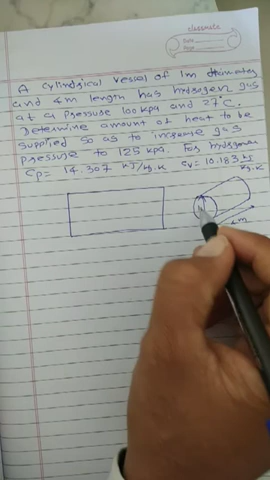 classmate
Date
Page
A cylindrical vessel of 1m diameter
and 4m length has hydrogen gas
at a pressure 100kpa and 27°C.
Determine amount of heat to be
supplied so as to increase gas
pressure to 125 kpa. For hydrogen
Cp= 14.307 kJ/kg.K Cv= 10.183 kJ/kg.K
4m